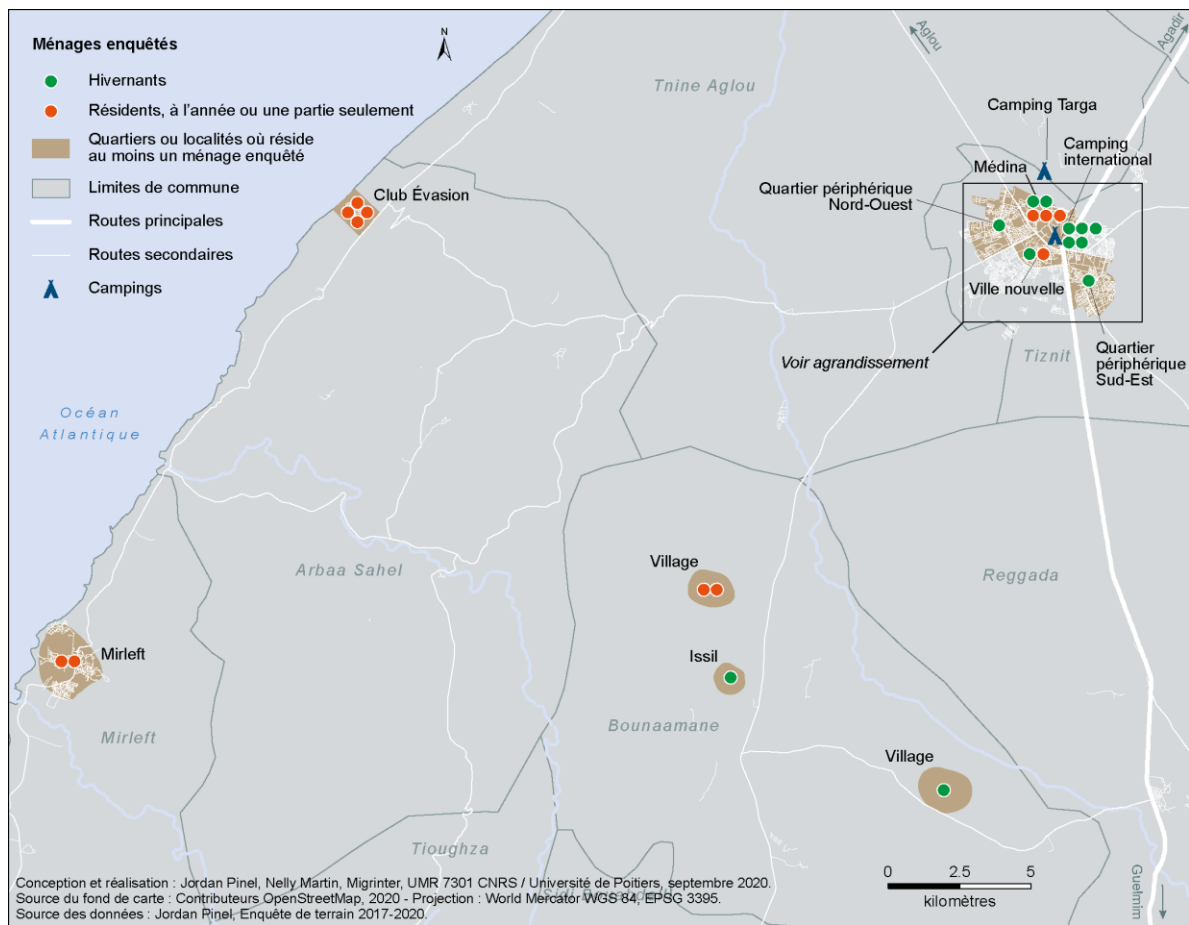 Ménages enquêtés
Hivernants
Résidents, à l'année ou une partie seulement
Quartiers ou localités où réside
au moins un ménage enquêté
Limites de commune
Routes principales
Routes secondaires
Campings
N
Aglou
Agadir
Tnine Aglou
Camping Targa
Camping
international
Médina
Quartier périphérique
Nord-Ouest
Club Évasion
Ville nouvelle
Voir agrandissement
Tiznit
Quartier
périphérique
Sud-Est
Océan
Atlantique
Arbaa Sahel
Village
Reggada
Mirleft
Issil
Mirleft
Bounaamane
Village
Tioughza
Guelmim
0 2.5 5
kilomètres
Conception et réalisation : Jordan Pinel, Nelly Martin, Migrinter, UMR 7301 CNRS / Université de Poitiers, septembre 2020.
Source du fond de carte : Contributeurs OpenStreetMap, 2020 - Projection : World Mercator WGS 84, EPSG 3395.
Source des données : Jordan Pinel, Enquête de terrain 2017-2020.